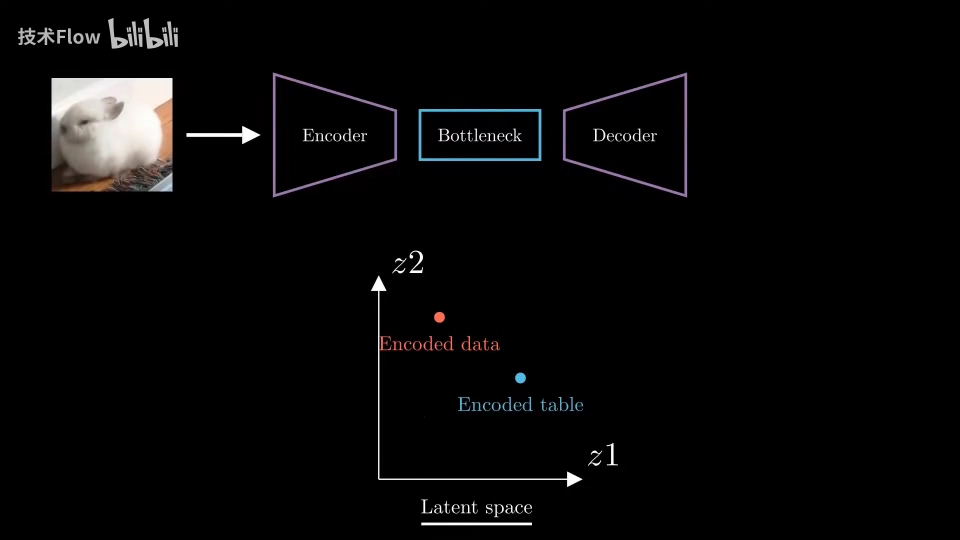 技术Flow bilibili
Encoder
Bottleneck
Decoder
z2
Encoded data
Encoded table
z1
Latent space